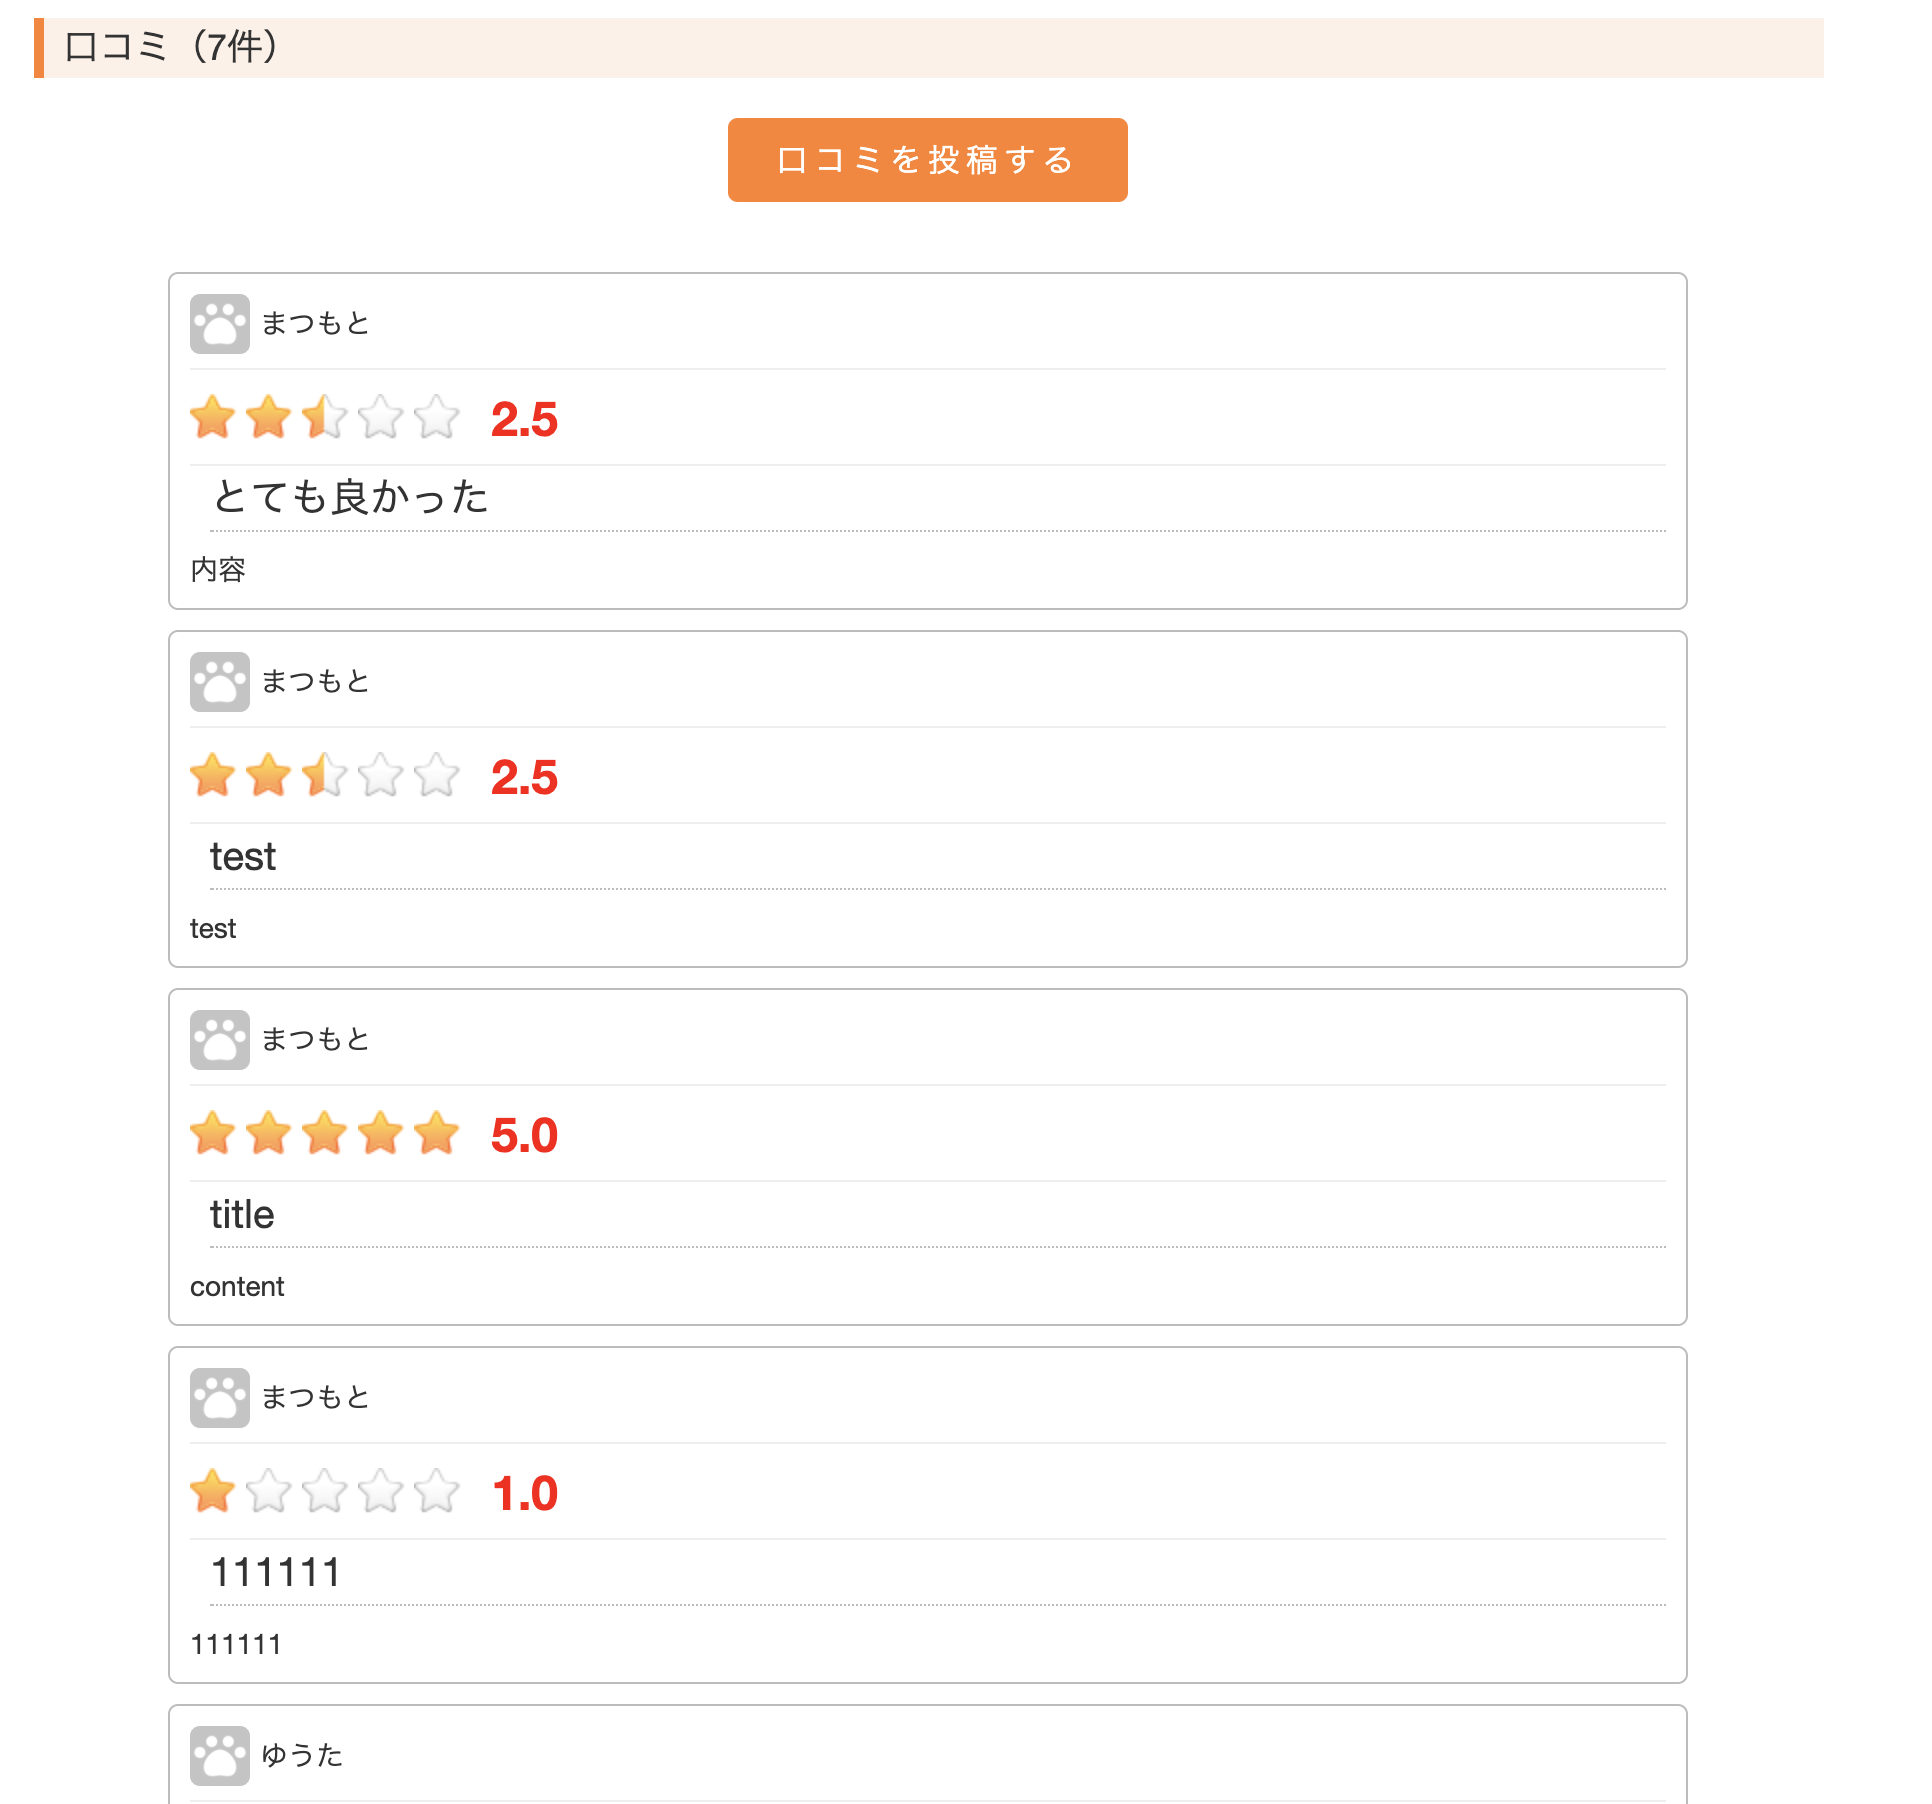 口コミ（7件）
口コミを投稿する
まつもと
2.5
とても良かった
内容
まつもと
2.5
test
test
まつもと
5.0
title
content
まつもと
1.0
111111
111111
ゆうた